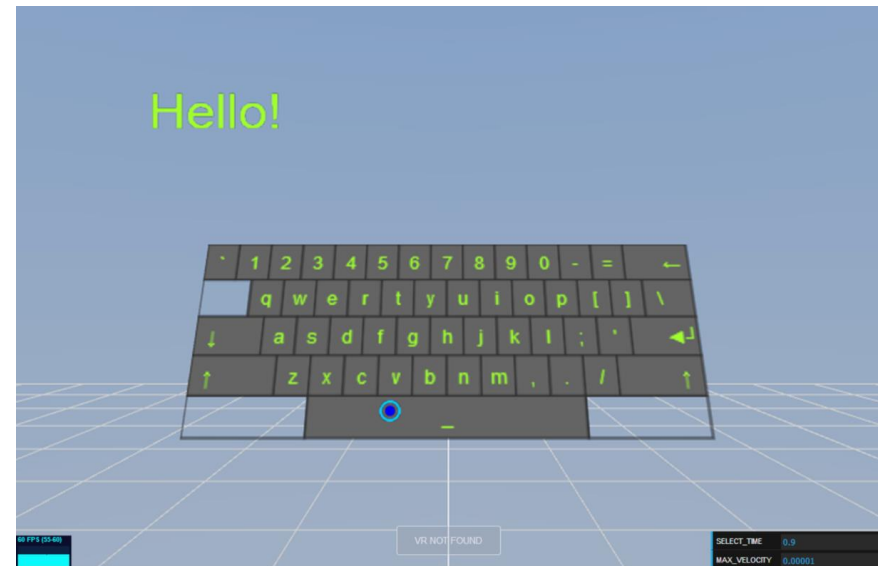 Hello!
` 1 2 3 4 5 6 7 8 9 0 - = ←
q w e r t y u i o p [ ] \
↓ a s d f g h j k l ; ' ◄┘
↑ z x c v b n m , . / ↑
_
VR NOT FOUND
60 FPS (55-60)
SELECT_TIME 0.9
MAX_VELOCITY 0.00001